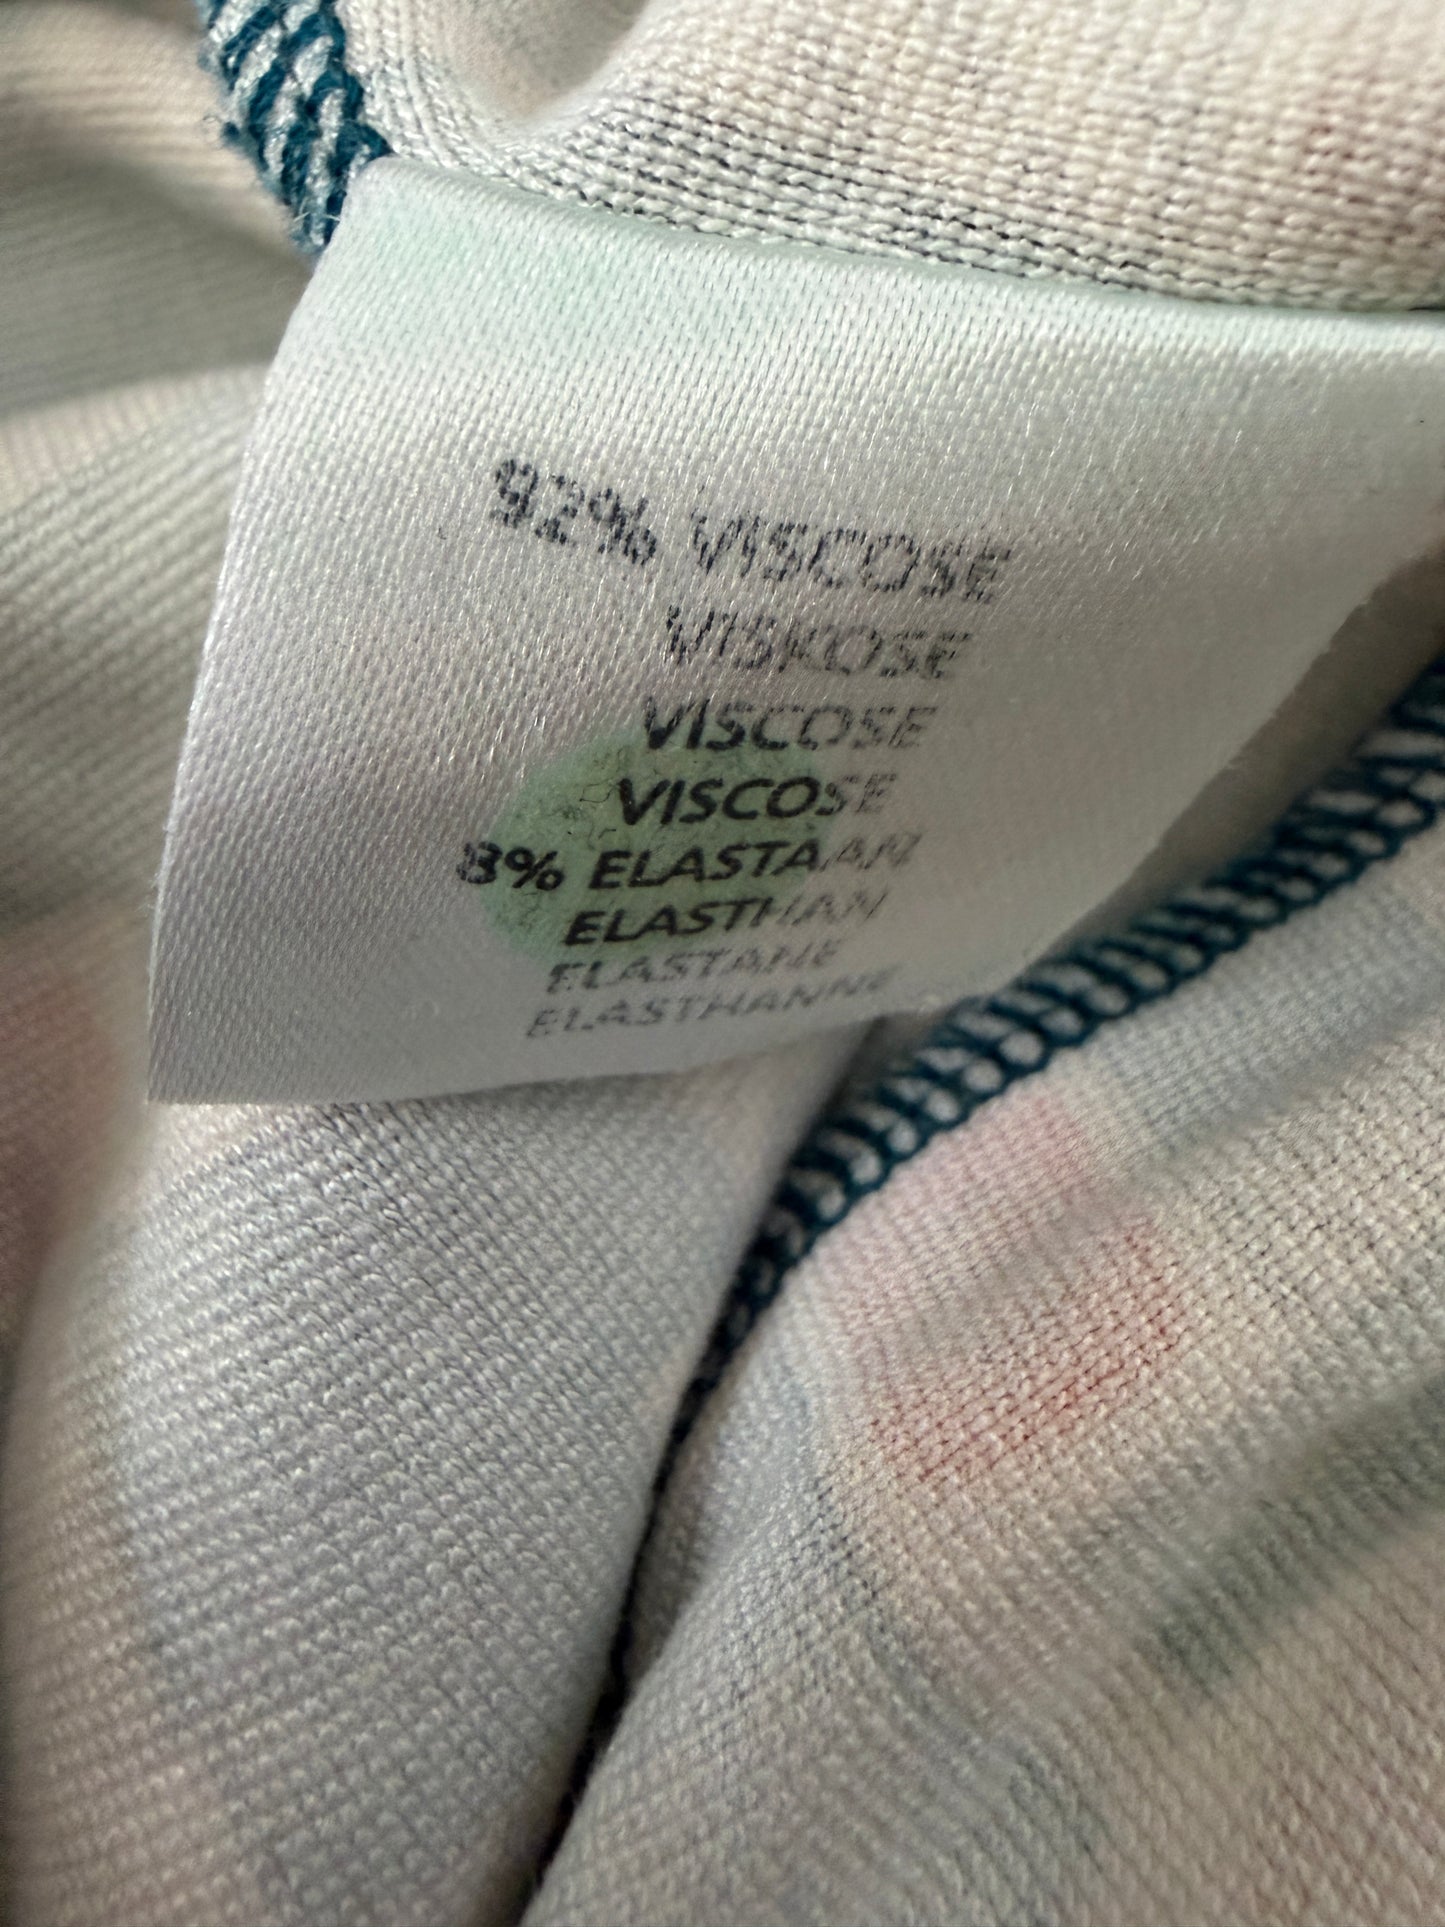 92% VISCOSE
VISKOSE
VISCOSE
VISCOSE
8% ELASTAAN
ELASTHAN
ELASTANE
ELASTHANNE